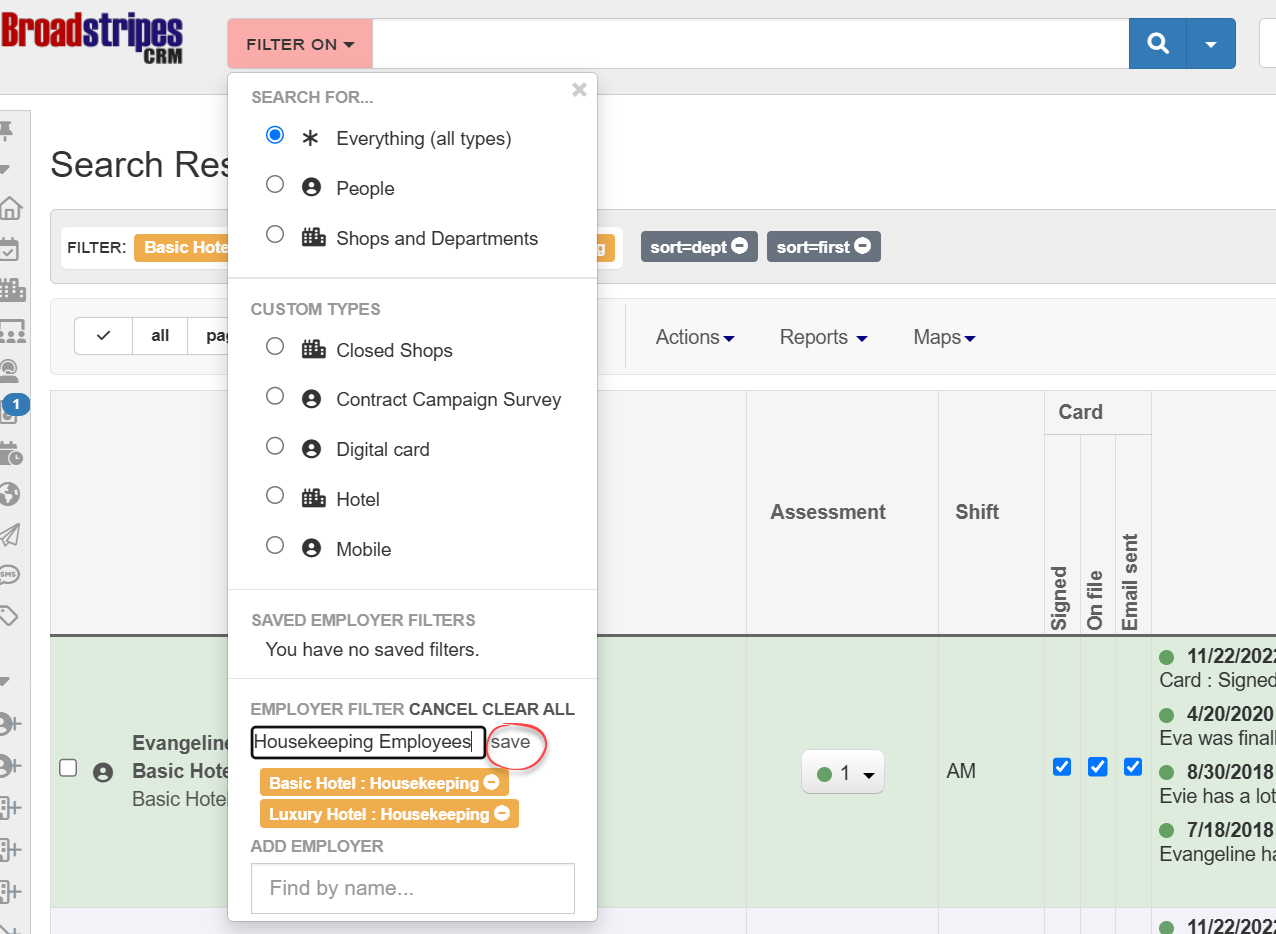 Broadstripes
CRM
FILTER ON
SEARCH FOR...
Everything (all types)
People
Shops and Departments
CUSTOM TYPES
Closed Shops
Contract Campaign Survey
Digital card
Hotel
Mobile
SAVED EMPLOYER FILTERS
You have no saved filters.
EMPLOYER FILTER CANCEL CLEAR ALL
Housekeeping Employees save
Basic Hotel : Housekeeping
Luxury Hotel : Housekeeping
ADD EMPLOYER
Find by name...
Search Res
FILTER: Basic Hote g sort=dept sort=first
all pag Actions Reports Maps
1
SMS
Assessment Shift Card
Signed
On file
Email sent
Evangeline
Basic Hote
Basic Hotel
1 AM
11/22/2022
Card : Signed
4/20/2020
Eva was finall
8/30/2018
Evie has a lot
7/18/2018
Evangeline ha
11/22/2022